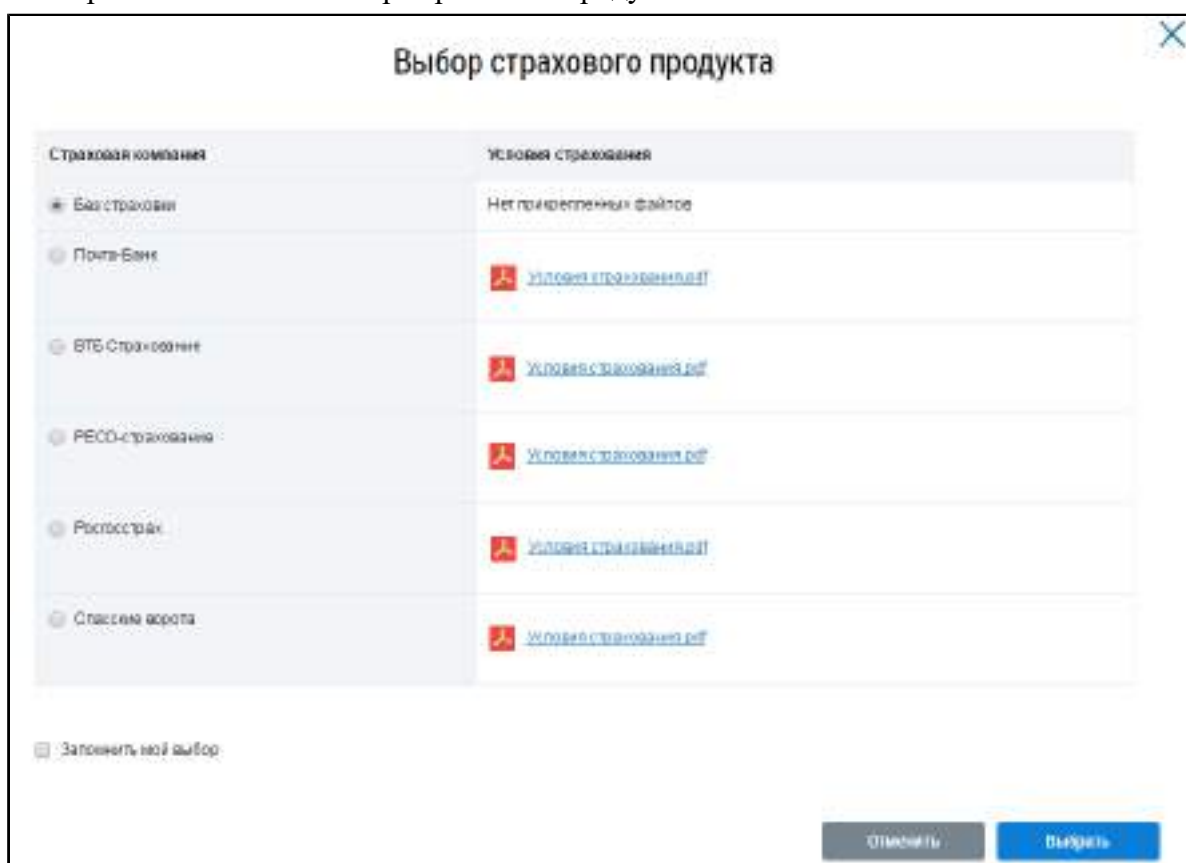 Выбор страхового продукта
Страховая компания Условия страхования
Без страховки Нет прикрепленных файлов
Почта-Банк
Условия страхования.pdf
ВТБ Страхование
Условия страхования.pdf
РЕСО-страхование
Условия страхования.pdf
Росгосстрах
Условия страхования.pdf
Спасские ворота
Условия страхования.pdf
Запомнить мой выбор
Отменить Выбрать